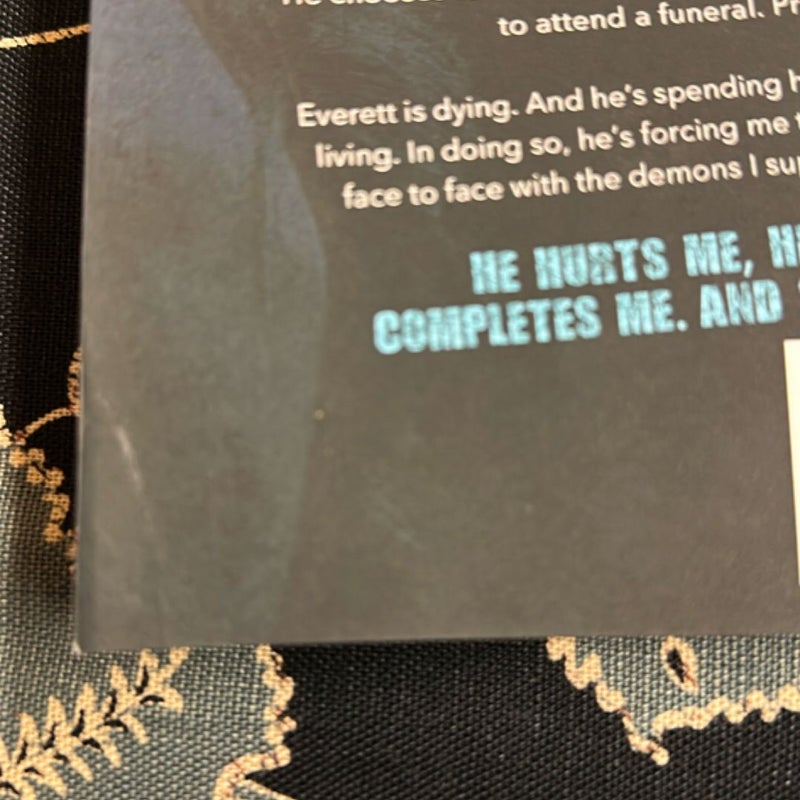 to attend a funeral.
Everett is dying. And he's spending
living. In doing so, he's forcing me
face to face with the demons I
HE HURTS ME,
COMPLETES ME. AND